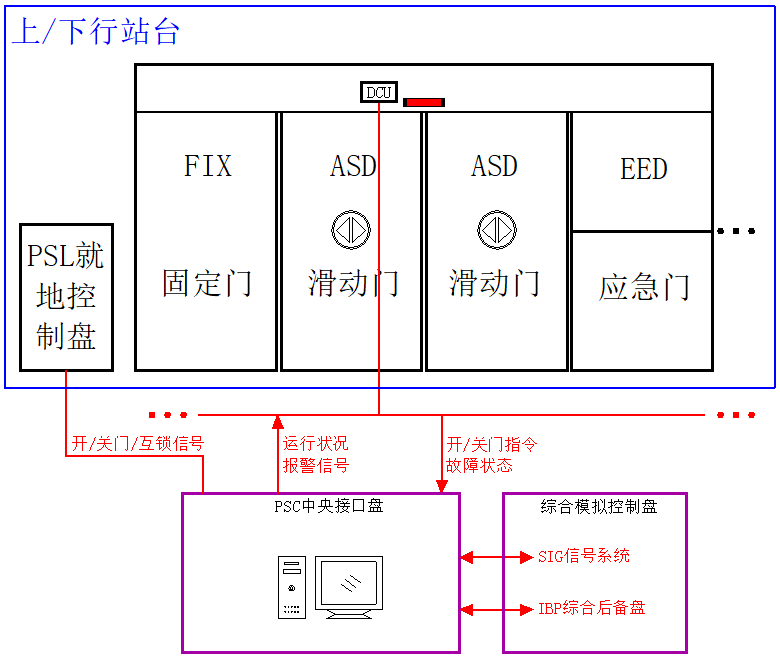 上/下行站台
DCU
FIX
ASD
ASD
EED
PSL就
地控
制盘
固定门
滑动门
滑动门
应急门
开/关门/互锁信号
运行状况
报警信号
开/关门指令
故障状态
PSC中央接口盘
综合模拟控制盘
SIG信号系统
IBP综合后备盘